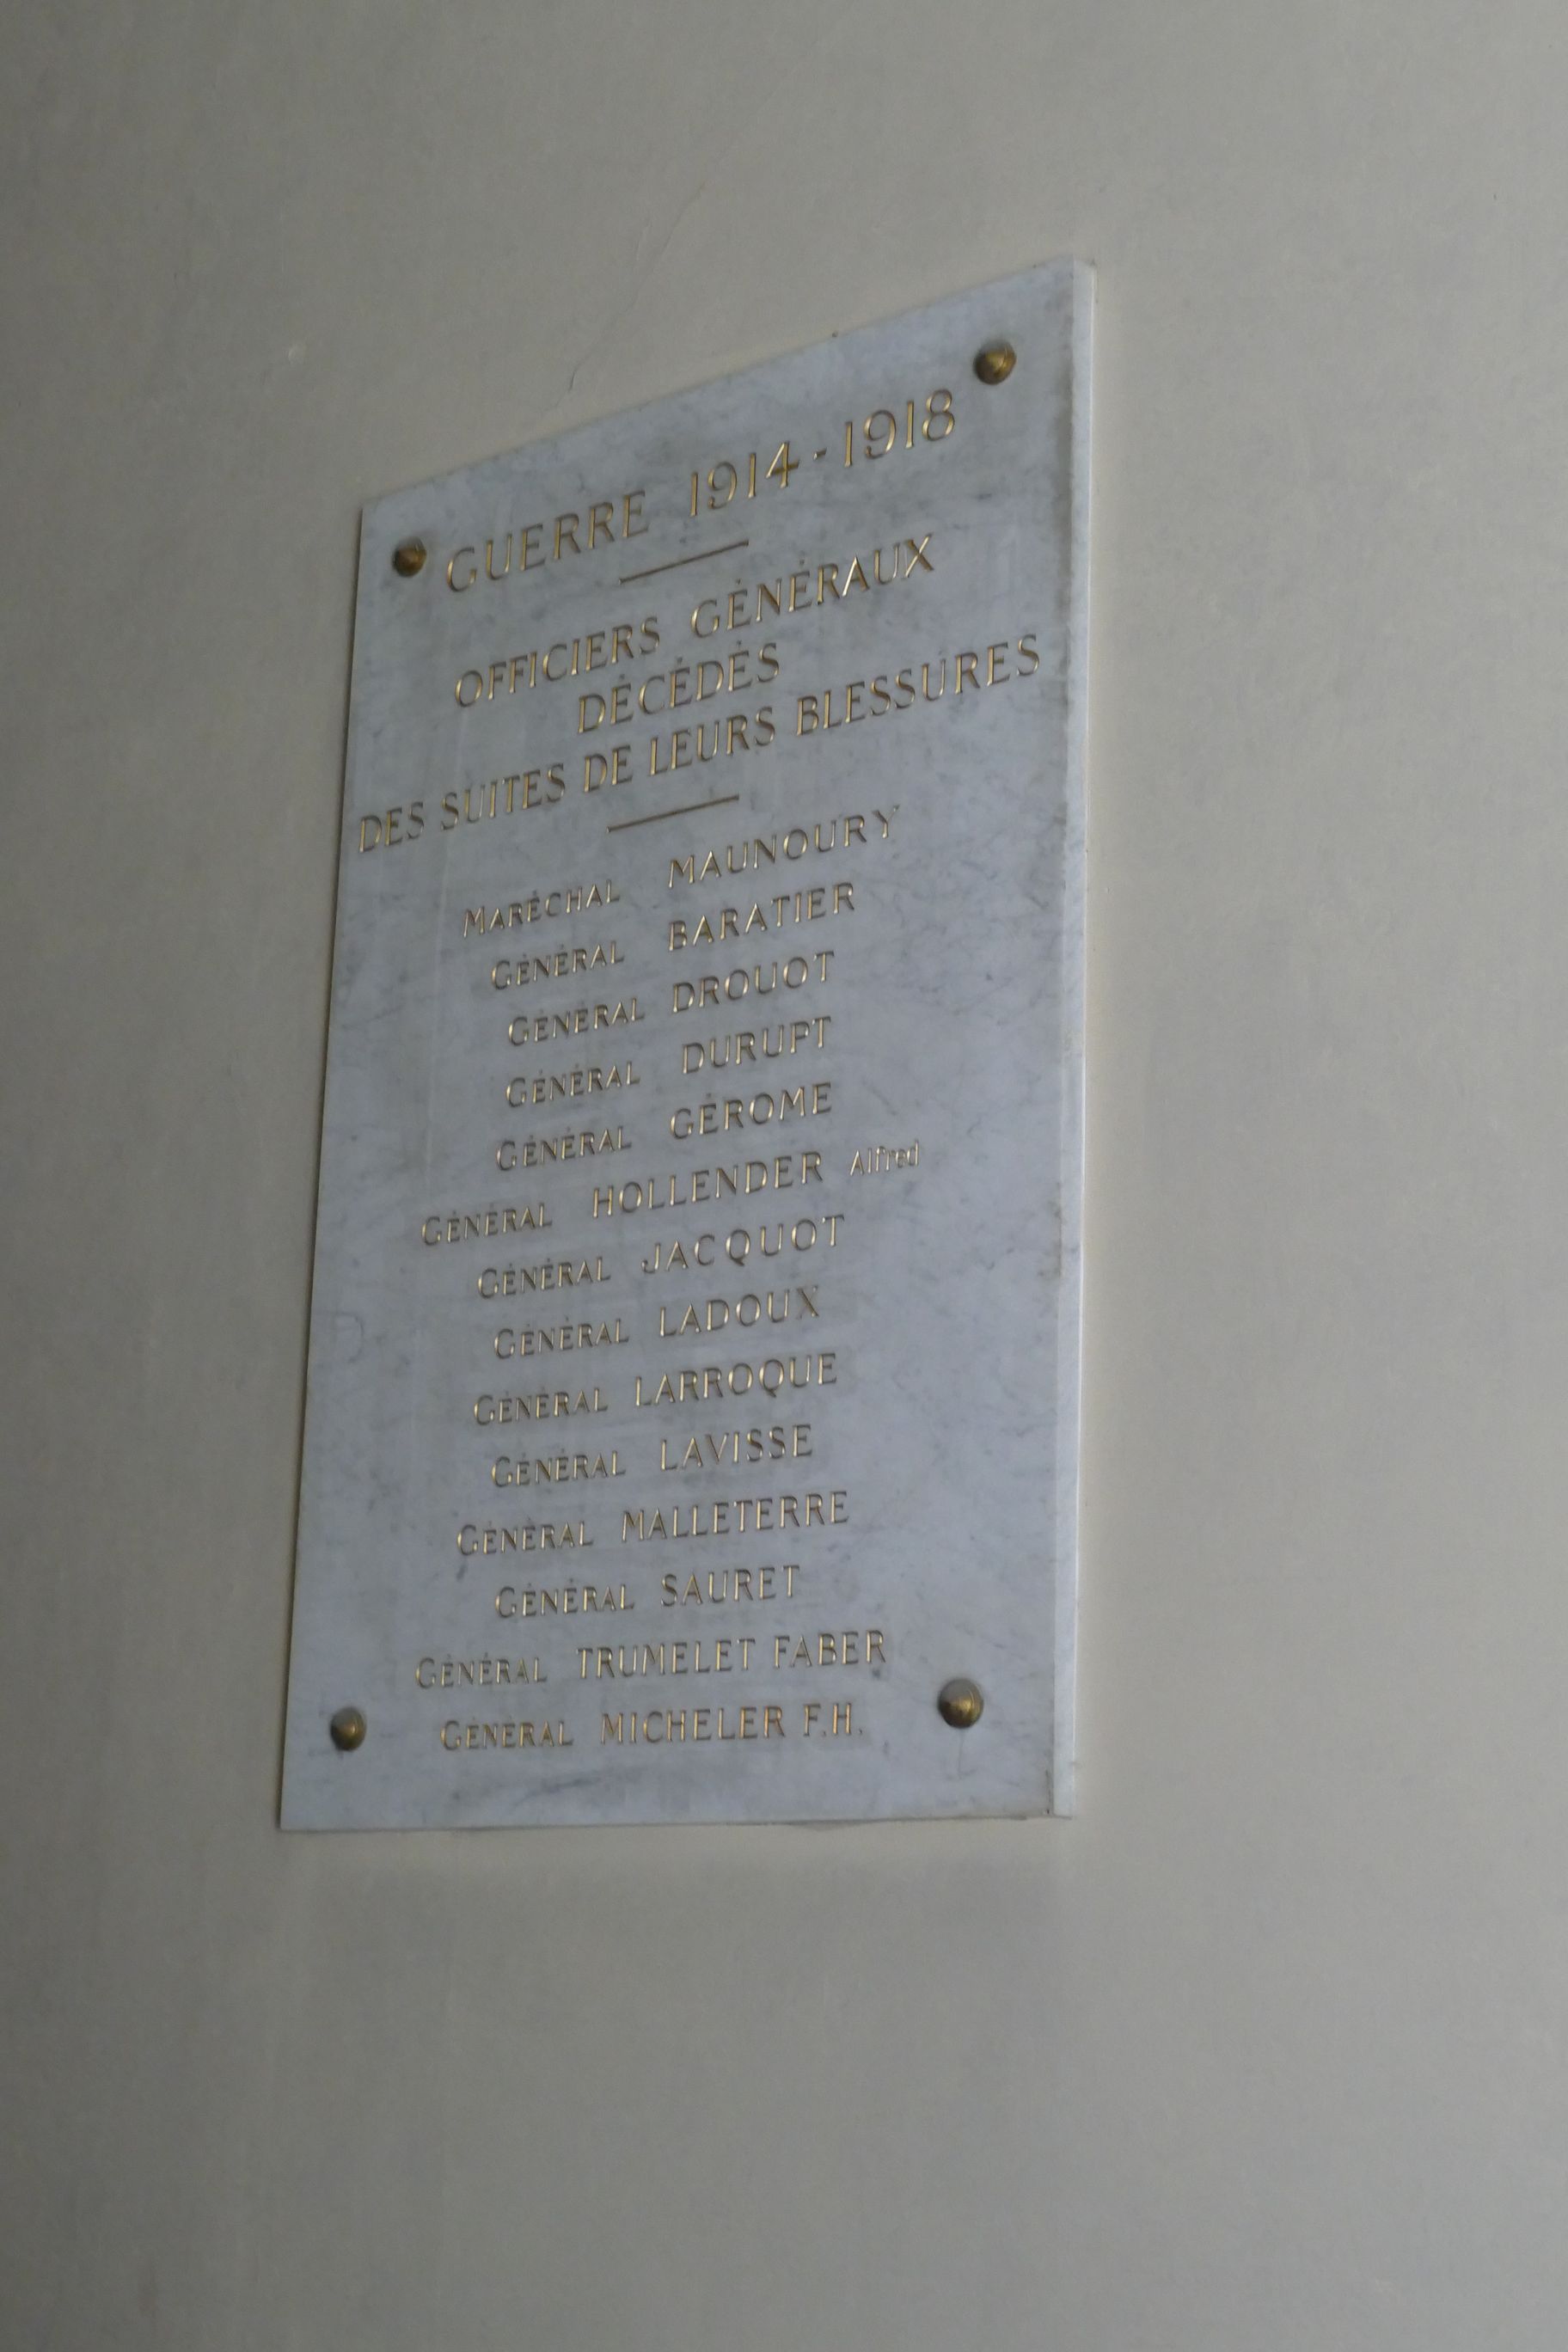 GUERRE 1914-1918
OFFICIERS GÉNÉRAUX
DÉCÉDÉS
DES SUITES DE LEURS BLESSURES
MARÉCHAL MAUNOURY
GÉNÉRAL BARATIER
GÉNÉRAL DROUOT
GÉNÉRAL DURUPT
GÉNÉRAL GÉROME
GÉNÉRAL HOLLENDER Alfred
GÉNÉRAL JACQUOT
GÉNÉRAL LADOUX
GÉNÉRAL LARROQUE
GÉNÉRAL LAVISSE
GÉNÉRAL MALLETERRE
GÉNÉRAL SAURET
GÉNÉRAL TRUMELET FABER
GÉNÉRAL MICHELER F.H.